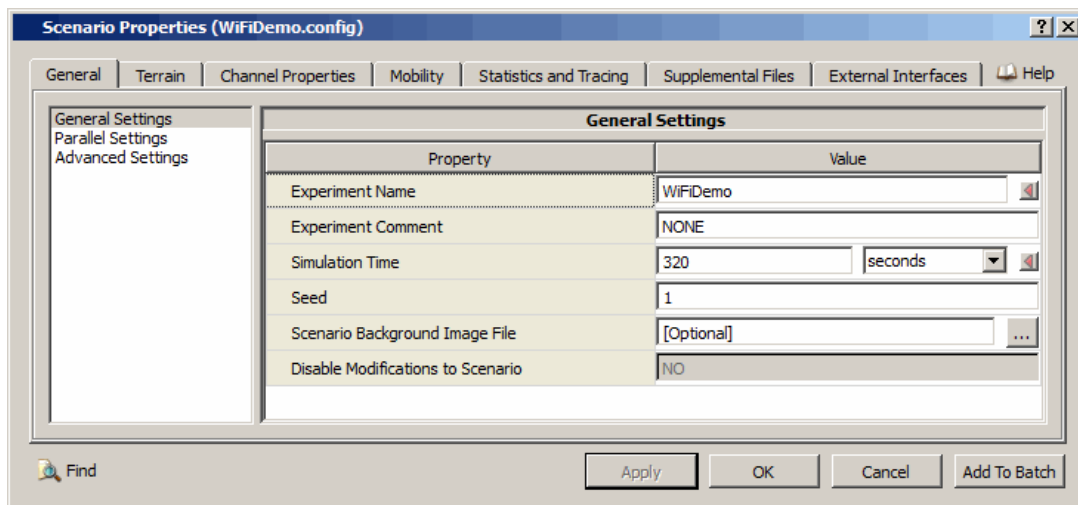 Scenario Properties (WiFiDemo.config)
? X
General Terrain Channel Properties Mobility Statistics and Tracing Supplemental Files External Interfaces Help
General Settings
Parallel Settings
Advanced Settings
General Settings
Property Value
Experiment Name WiFiDemo
Experiment Comment NONE
Simulation Time 320 seconds
Seed 1
Scenario Background Image File [Optional] ...
Disable Modifications to Scenario NO
Find Apply OK Cancel Add To Batch